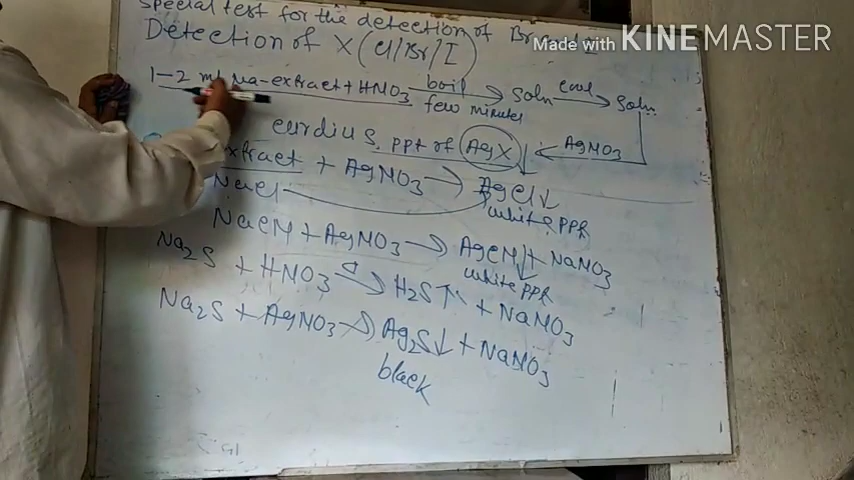 Special test for the detection of Br and I
Made with KINEMASTER
Detection of X (Cl/Br/I)
1-2 ml Na-extract + HNO3 boil few minutes Soln cool Soln
AgNO3
curdius ppt of AgX ↓
extract + AgNO3 → AgCl↓
NaCl white ppt
NaCN + AgNO3 → AgCN↓ + NaNO3
white ppt
Na2S + HNO3 Δ→ H2S↑ + NaNO3
Na2S + AgNO3 → Ag2S↓ + NaNO3
black